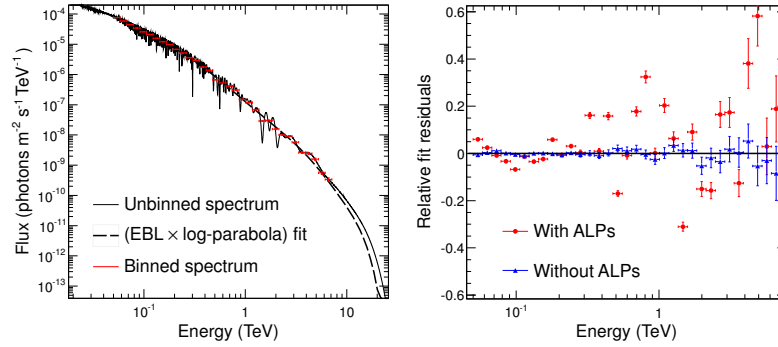 Flux (photons m⁻² s⁻¹ TeV⁻¹)
10⁻⁴
10⁻⁵
10⁻⁶
10⁻⁷
10⁻⁸
10⁻⁹
10⁻¹⁰
10⁻¹¹
10⁻¹²
10⁻¹³
Unbinned spectrum
(EBL × log-parabola) fit
Binned spectrum
10⁻¹ 1 10
Energy (TeV)
Relative fit residuals
0.6
0.4
0.2
0
-0.2
-0.4
-0.6
With ALPs
Without ALPs
10⁻¹ 1
Energy (TeV)